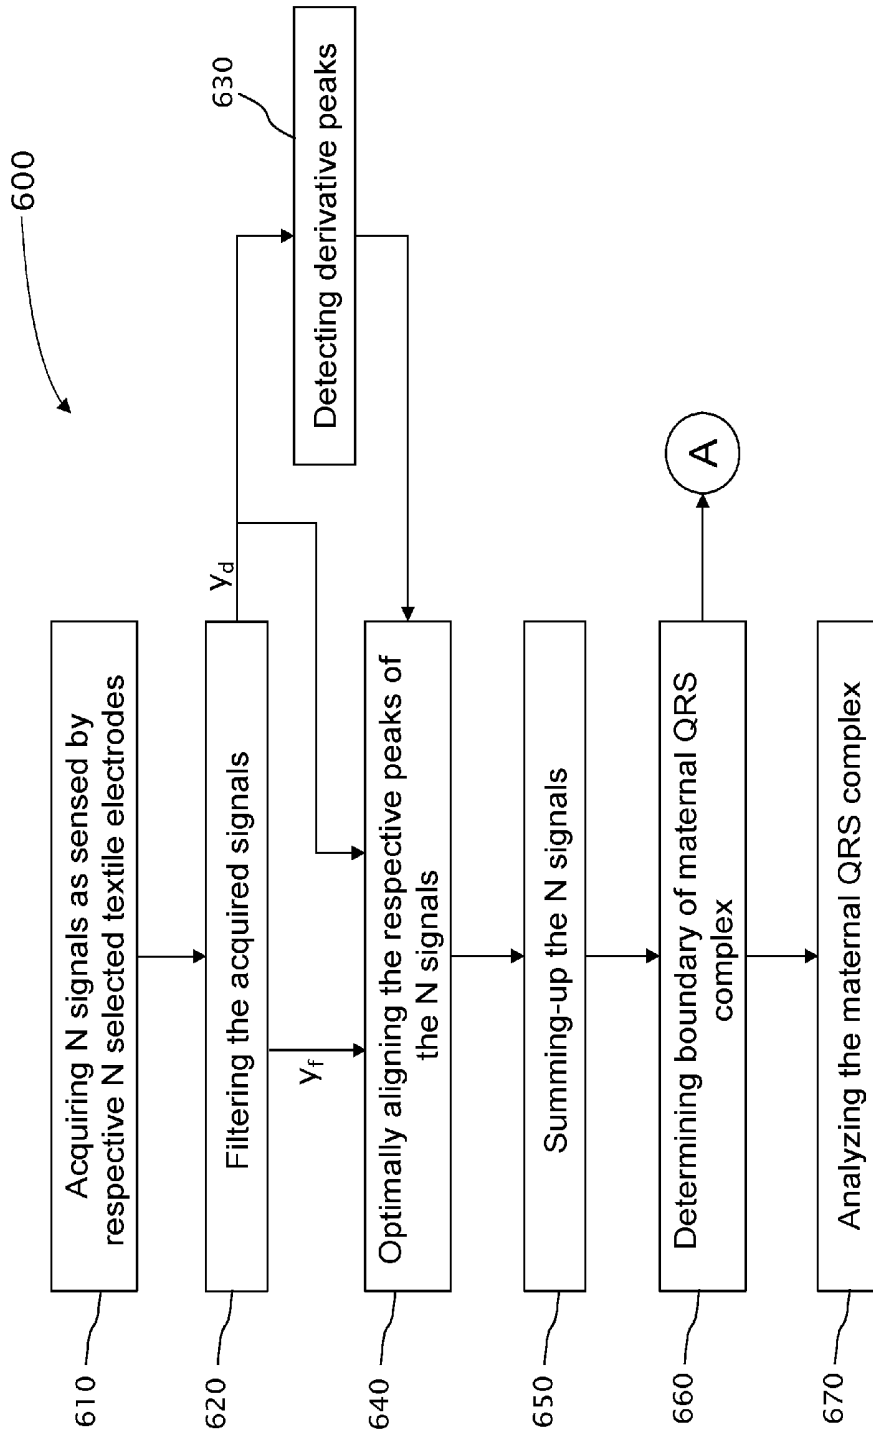 600
610
Acquiring N signals as sensed by
respective N selected textile electrodes
620
Filtering the acquired signals
yd
630
Detecting derivative peaks
yf
640
Optimally aligning the respective peaks of
the N signals
650
Summing-up the N signals
660
Determining boundary of maternal QRS
complex
A
670
Analyzing the maternal QRS complex